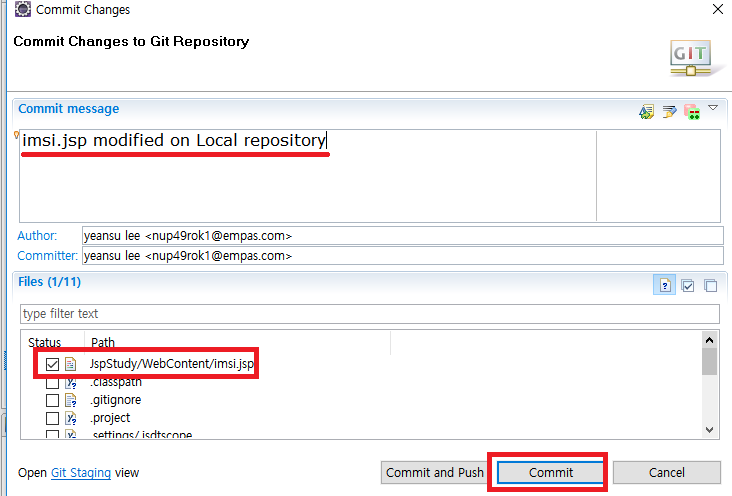 Commit Changes
Commit Changes to Git Repository
GIT
Commit message
imsi.jsp modified on Local repository
Author: yeansu lee <nup49rok1@empas.com>
Committer: yeansu lee <nup49rok1@empas.com>
Files (1/11)
type filter text
Status Path
JspStudy/WebContent/imsi.jsp
.classpath
.gitignore
.project
.settings/.jsdtscope
Open Git Staging view
Commit and Push Commit Cancel